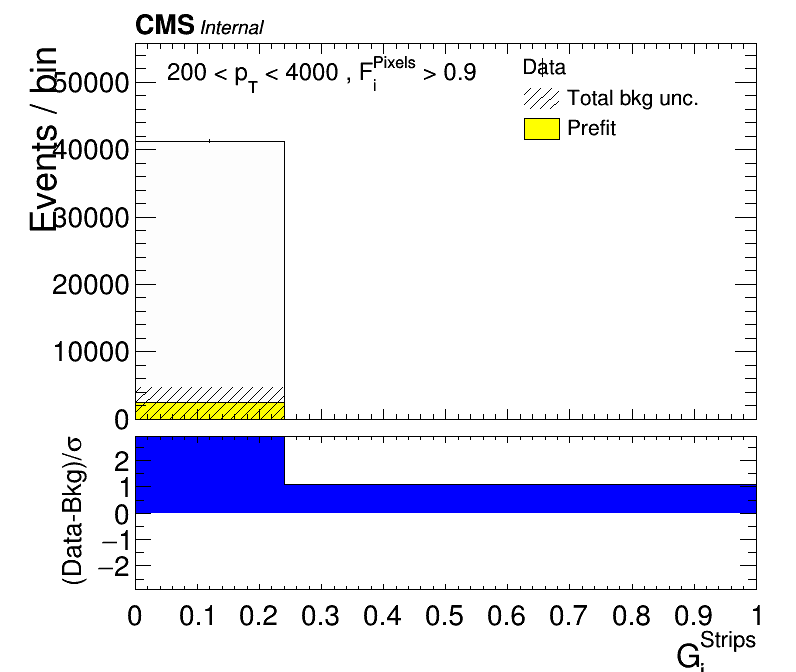 CMS Internal
200 < p_T < 4000 , F_i^Pixels > 0.9
Data
Total bkg unc.
Prefit
Events / bin
50000
40000
30000
20000
10000
0
(Data-Bkg)/σ
2
1
0
−1
−2
0 0.1 0.2 0.3 0.4 0.5 0.6 0.7 0.8 0.9 1
G_i^Strips